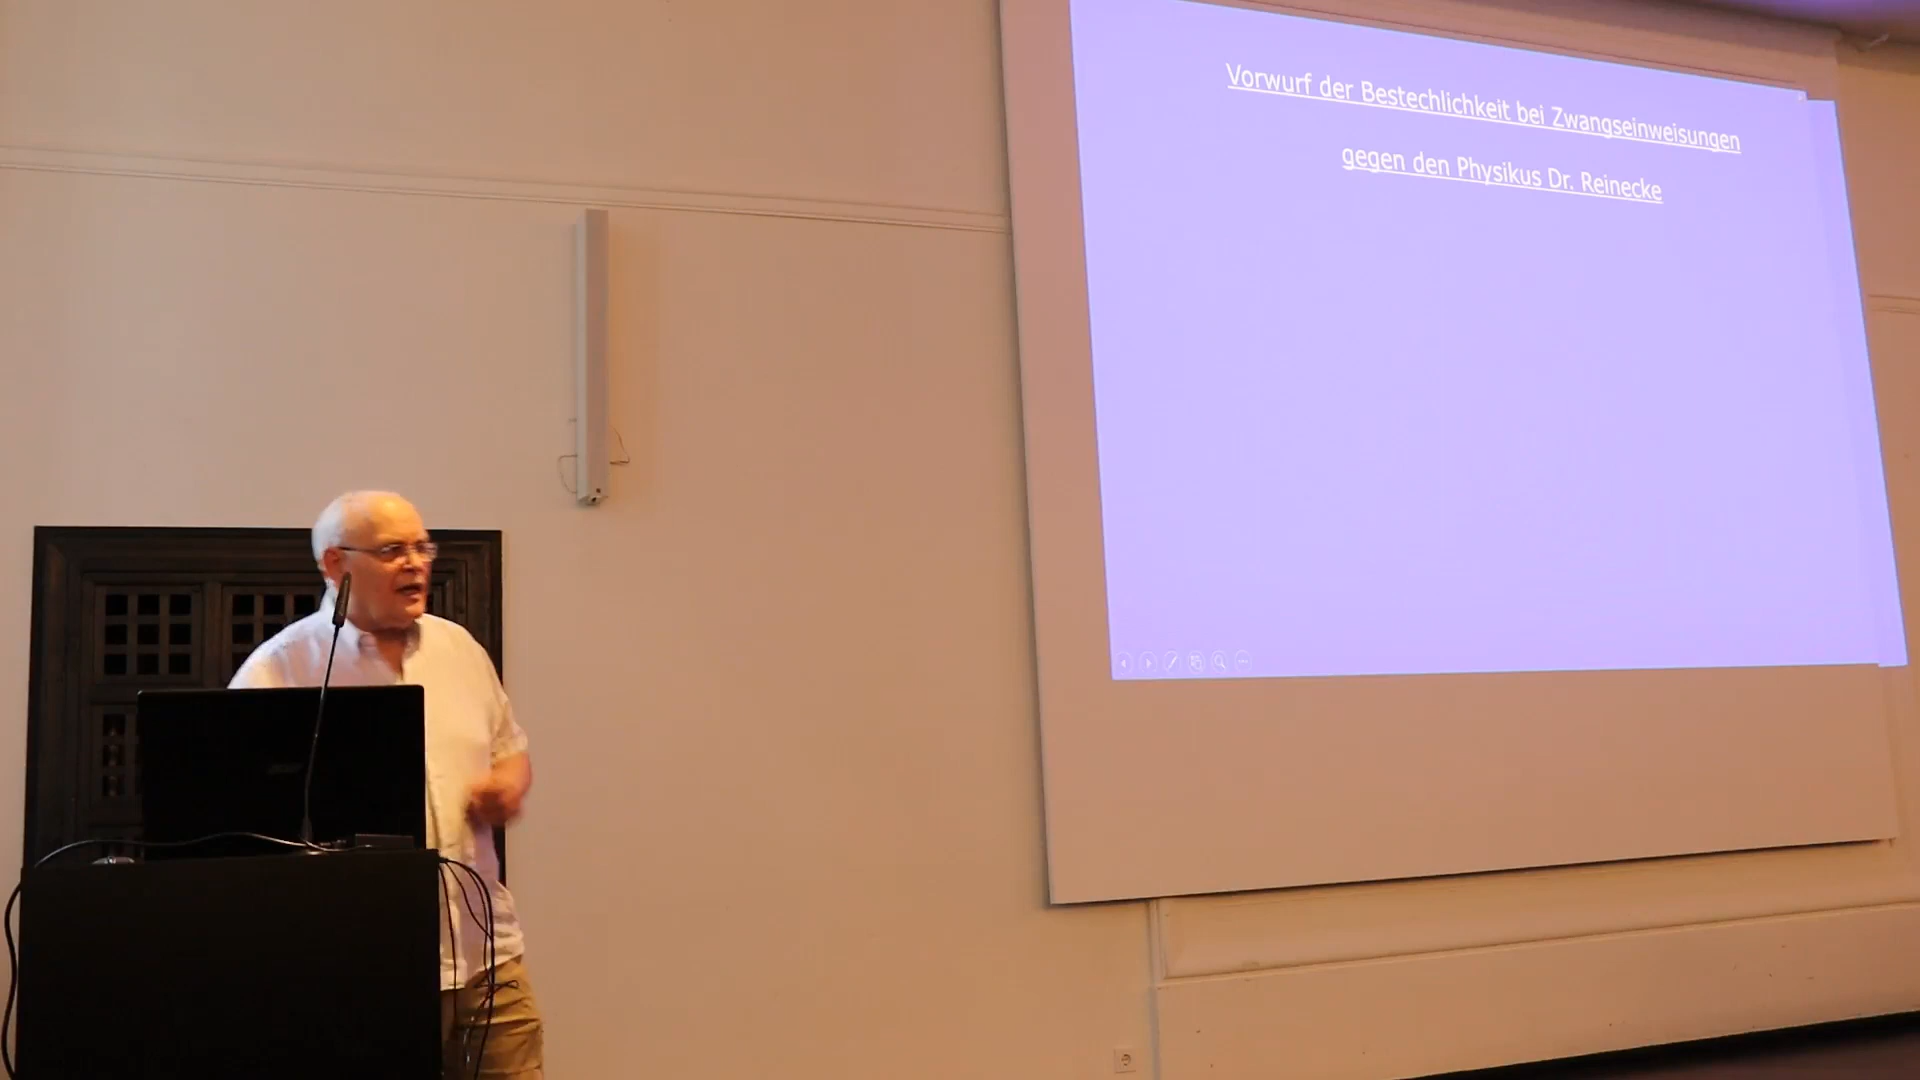 Vorwurf der Bestechlichkeit bei Zwangseinweisungen
gegen den Physikus Dr. Reinecke